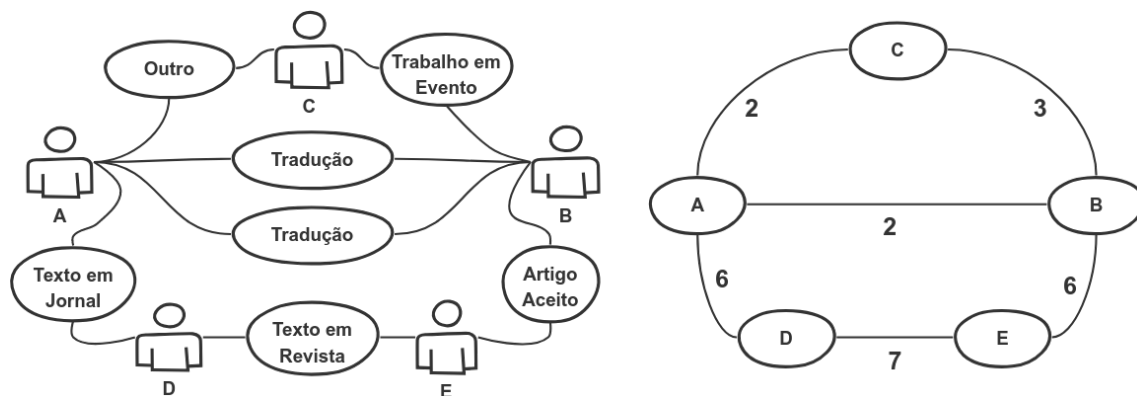 Outro
C
Trabalho em
Evento
A
Tradução
B
Tradução
Texto em
Jornal
Artigo
Aceito
D
Texto em
Revista
E
C
2
3
A
B
2
6
6
D
E
7